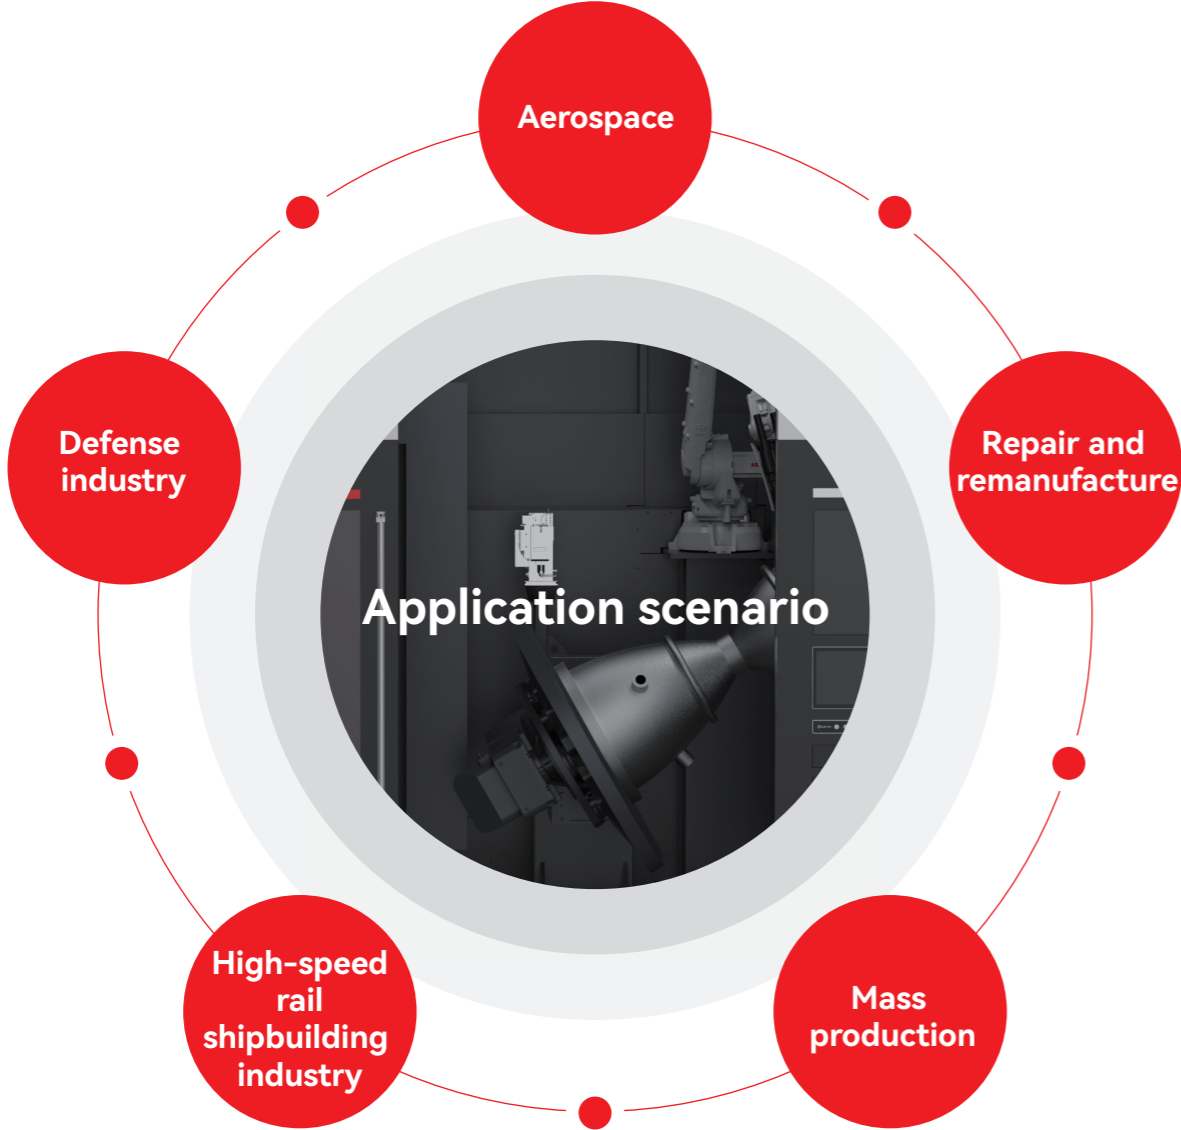 Aerospace
Defense
industry
Repair and
remanufacture
Application scenario
High-speed
rail
shipbuilding
industry
Mass
production